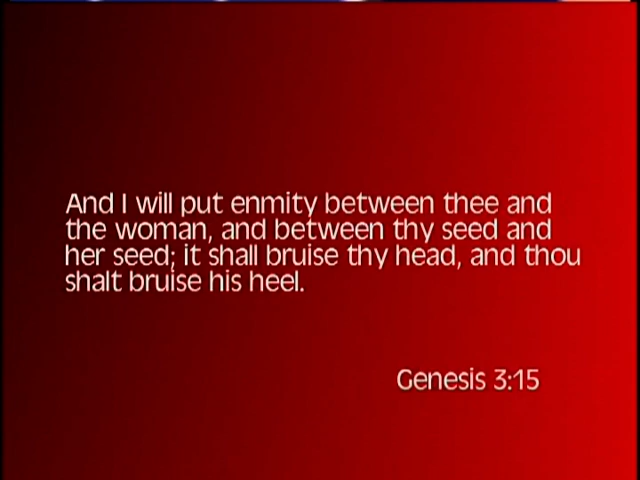 And I will put enmity between thee and
the woman, and between thy seed and
her seed; it shall bruise thy head, and thou
shalt bruise his heel.
Genesis 3:15